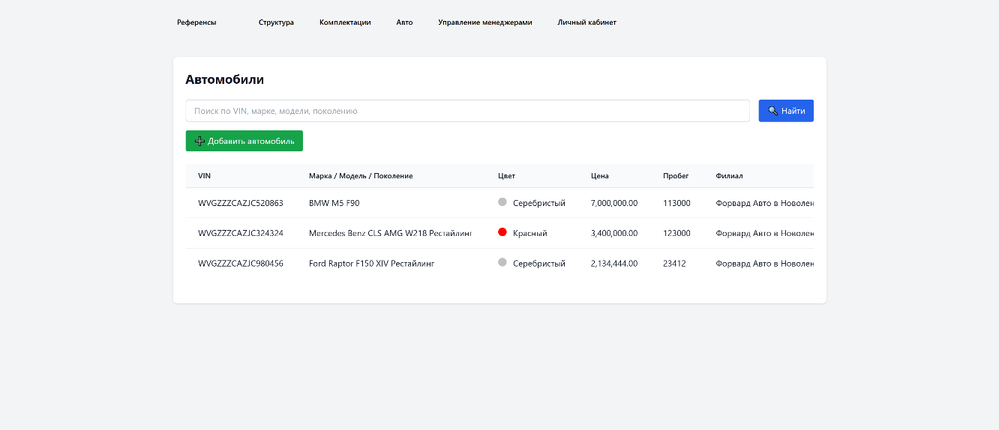 Референсы Структура Комплектации Авто Управление менеджерами Личный кабинет
Автомобили
Поиск по VIN, марке, модели, поколению Найти
Добавить автомобиль
VIN Марка / Модель / Поколение Цвет Цена Пробег Филиал
WVGZZZCAZJC520863 BMW M5 F90 Серебристый 7,000,000.00 113000 Форвард Авто в Новолен
WVGZZZCAZJC324324 Mercedes Benz CLS AMG W218 Рестайлинг Красный 3,400,000.00 123000 Форвард Авто в Новолен
WVGZZZCAZJC980456 Ford Raptor F150 XIV Рестайлинг Серебристый 2,134,444.00 23412 Форвард Авто в Новолен